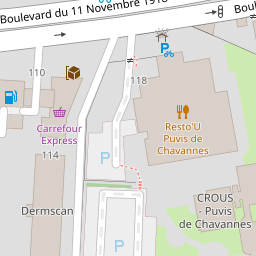 Boulevard du 11 Novembre 1918
Boul
110
118
Carrefour
Express
Resto'U
Puvis de
Chavannes
114
P
P
Dermscan
CROUS -
Puvis
de Chavannes